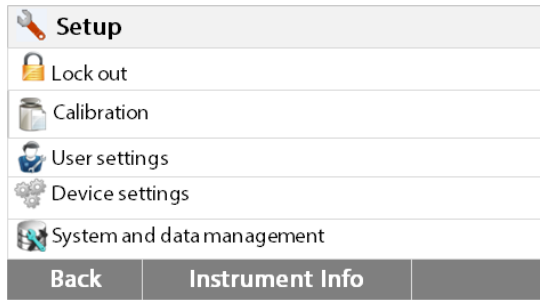 Setup
Lock out
Calibration
User settings
Device settings
System and data management
Back Instrument Info